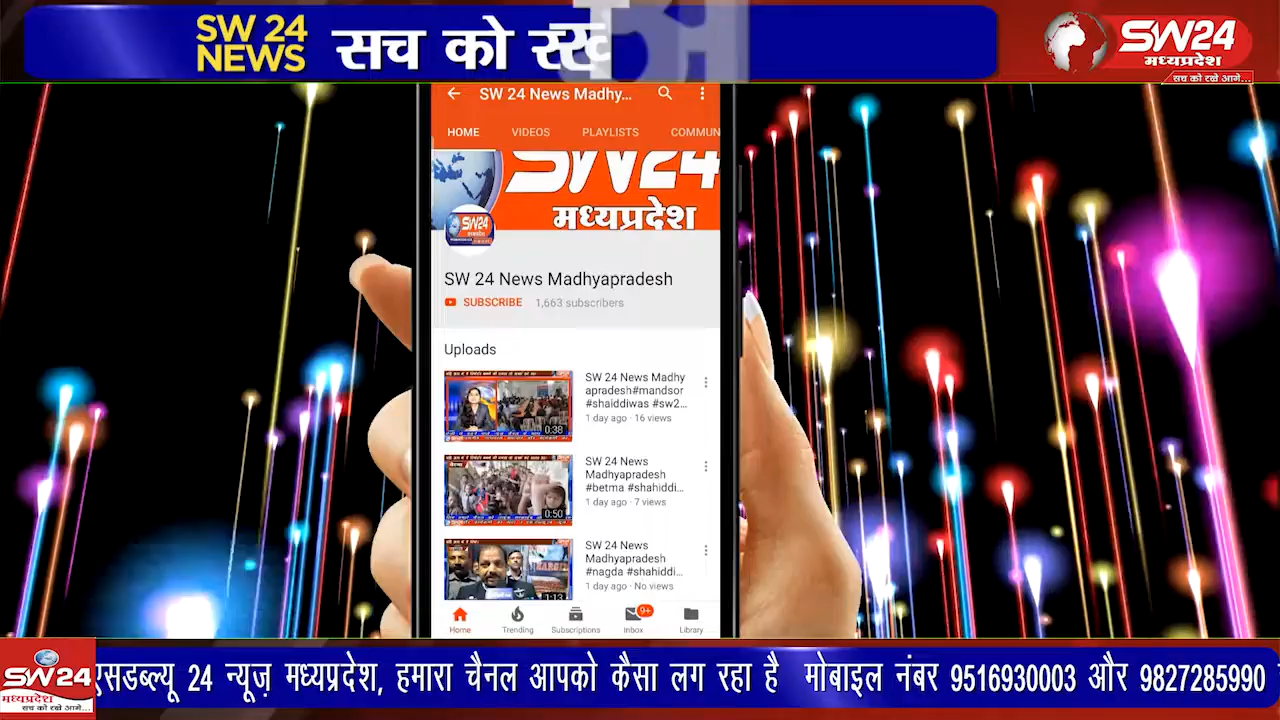 SW 24
NEWS
सच को रखे
SW24
मध्यप्रदेश
सच को रखे आगे...
SW 24 News Madhy...
HOME VIDEOS PLAYLISTS COMMUN
SW24
मध्यप्रदेश
SW24
SW 24 News Madhyapradesh
SUBSCRIBE 1,663 subscribers
Uploads
SW 24 News Madhy
apradesh#mandsor
#shaiddiwas #sw2...
1 day ago · 16 views
0:38
SW 24 News
Madhyapradesh
#betma #shahiddi...
1 day ago · 7 views
0:50
SW 24 News
Madhyapradesh
#nagda #shahiddi...
1 day ago · No views
1:13
9+
Home Trending Subscriptions Inbox Library
SW24
मध्यप्रदेश
सच को रखे आगे...
एसडब्ल्यू 24 न्यूज़ मध्यप्रदेश, हमारा चैनल आपको कैसा लग रहा है मोबाइल नंबर 9516930003 और 9827285990